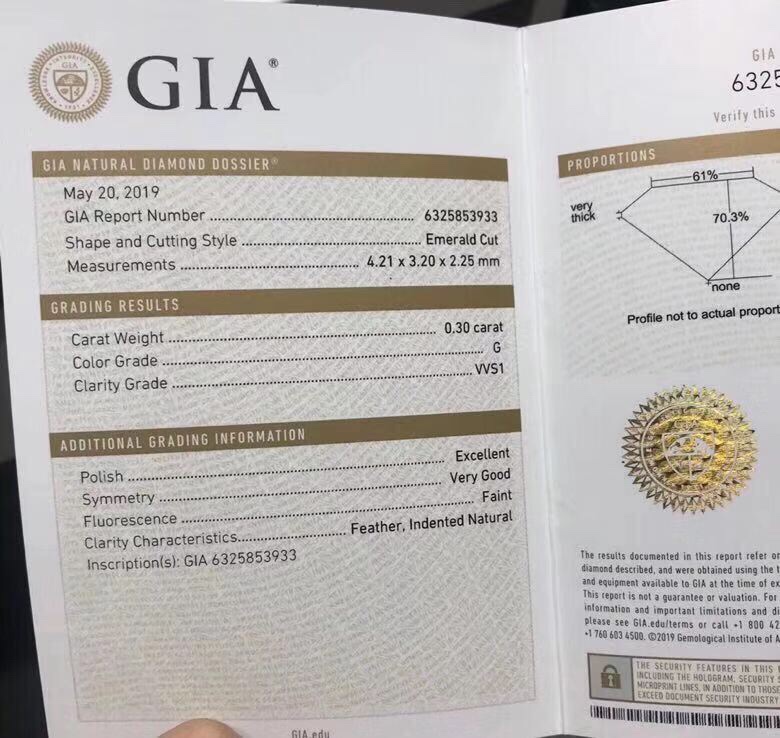 GIA
GIA®
GIA NATURAL DIAMOND DOSSIER®
May 20, 2019
GIA Report Number 6325853933
Shape and Cutting Style Emerald Cut
Measurements 4.21 x 3.20 x 2.25 mm
GRADING RESULTS
Carat Weight 0.30 carat
Color Grade G
Clarity Grade VVS1
ADDITIONAL GRADING INFORMATION
Polish Excellent
Symmetry Very Good
Fluorescence Faint
Clarity Characteristics Feather, Indented Natural
Inscription(s): GIA 6325853933
GIA.edu
GIA
6325
Verify this
PROPORTIONS
61%
very
thick
70.3%
none
Profile not to actual proport
The results documented in this report refer on
diamond described, and were obtained using the t
and equipment available to GIA at the time of ex
This report is not a guarantee or valuation. For
information and important limitations and di
please see GIA.edu/terms or call +1 800 42
+1 760 603 4500. ©2019 Gemological Institute of A
THE SECURITY FEATURES IN THIS
INCLUDING THE HOLOGRAM, SECURITY S
MICROPRINT LINES, IN ADDITION TO THOS
EXCEED DOCUMENT SECURITY INDUSTRY